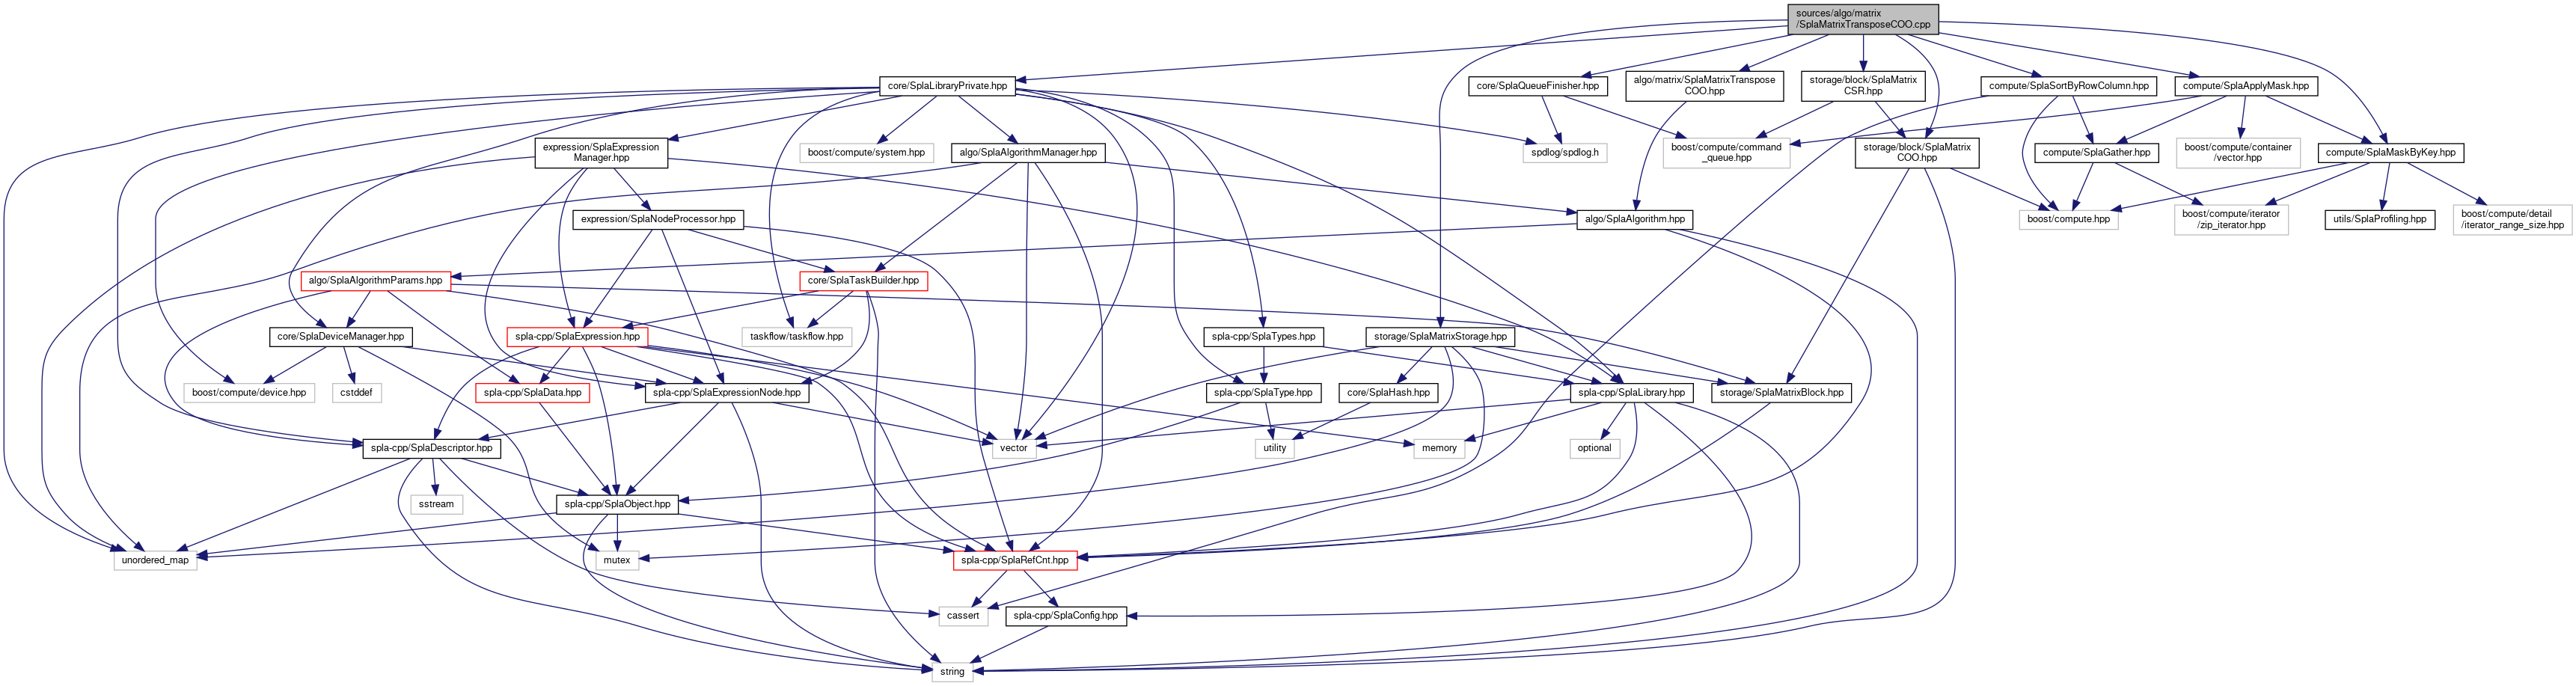 sources/algo/matrix
/SplaMatrixTransposeCOO.cpp
core/SplaLibraryPrivate.hpp
core/SplaQueueFinisher.hpp
algo/matrix/SplaMatrixTranspose
COO.hpp
storage/block/SplaMatrix
CSR.hpp
compute/SplaSortByRowColumn.hpp
compute/SplaApplyMask.hpp
expression/SplaExpression
Manager.hpp
boost/compute/system.hpp
algo/SplaAlgorithmManager.hpp
spdlog/spdlog.h
boost/compute/command
_queue.hpp
storage/block/SplaMatrix
COO.hpp
compute/SplaGather.hpp
boost/compute/container
/vector.hpp
compute/SplaMaskByKey.hpp
expression/SplaNodeProcessor.hpp
algo/SplaAlgorithm.hpp
boost/compute.hpp
boost/compute/iterator
/zip_iterator.hpp
utils/SplaProfiling.hpp
boost/compute/detail
/iterator_range_size.hpp
algo/SplaAlgorithmParams.hpp
core/SplaTaskBuilder.hpp
core/SplaDeviceManager.hpp
spla-cpp/SplaExpression.hpp
taskflow/taskflow.hpp
spla-cpp/SplaTypes.hpp
storage/SplaMatrixStorage.hpp
boost/compute/device.hpp
cstddef
spla-cpp/SplaData.hpp
spla-cpp/SplaExpressionNode.hpp
spla-cpp/SplaType.hpp
core/SplaHash.hpp
spla-cpp/SplaLibrary.hpp
storage/SplaMatrixBlock.hpp
spla-cpp/SplaDescriptor.hpp
vector
utility
memory
optional
sstream
spla-cpp/SplaObject.hpp
unordered_map
mutex
spla-cpp/SplaRefCnt.hpp
cassert
spla-cpp/SplaConfig.hpp
string